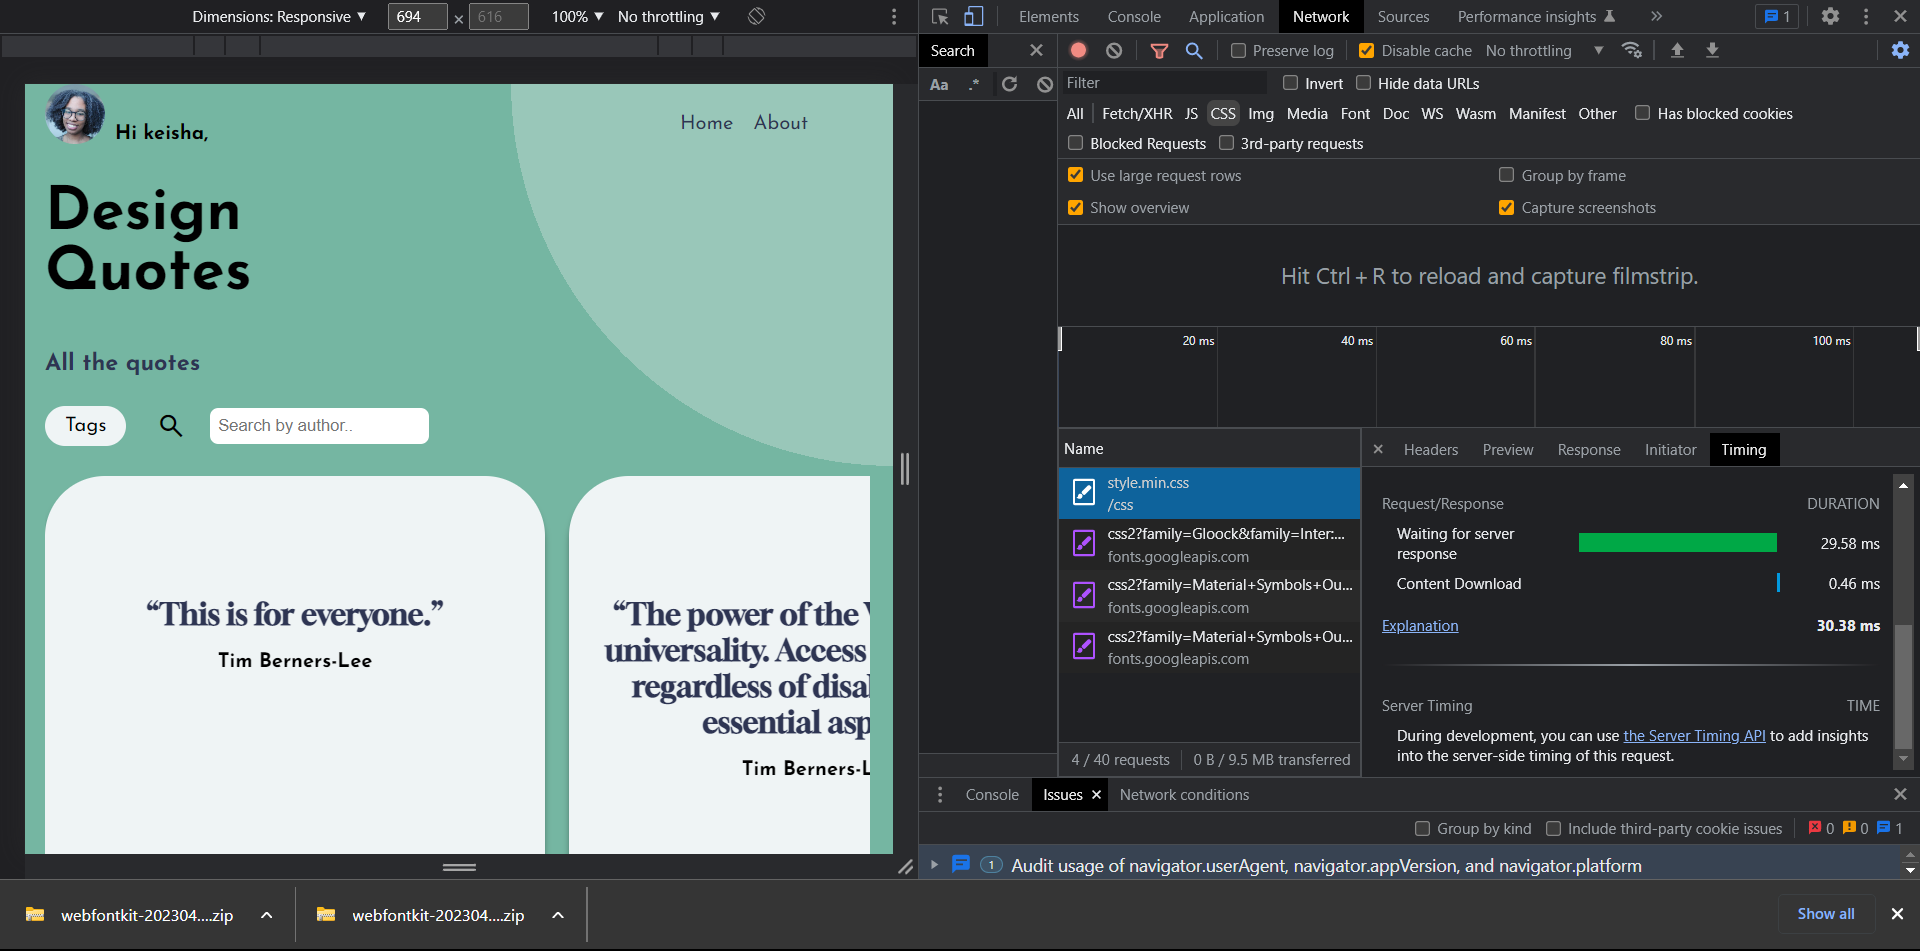 Dimensions: Responsive ▼ 694 × 616 100% ▼ No throttling ▼
Hi keisha,
Home About
Design
Quotes
All the quotes
Tags Search by author..
“This is for everyone.”
Tim Berners-Lee
“The power of the
universality. Access
regardless of disa
essential asp
Tim Berners-L
Elements Console Application Network Sources Performance insights » 1
Search ×
Aa .*
Preserve log Disable cache No throttling ▼
Filter Invert Hide data URLs
All Fetch/XHR JS CSS Img Media Font Doc WS Wasm Manifest Other Has blocked cookies
Blocked Requests 3rd-party requests
Use large request rows Group by frame
Show overview Capture screenshots
Hit Ctrl + R to reload and capture filmstrip.
20 ms 40 ms 60 ms 80 ms 100 ms
Name
style.min.css
/css
css2?family=Gloock&family=Inter:...
fonts.googleapis.com
css2?family=Material+Symbols+Ou...
fonts.googleapis.com
css2?family=Material+Symbols+Ou...
fonts.googleapis.com
4 / 40 requests 0 B / 9.5 MB transferred
× Headers Preview Response Initiator Timing
Request/Response DURATION
Waiting for server
response 29.58 ms
Content Download 0.46 ms
Explanation 30.38 ms
Server Timing TIME
During development, you can use the Server Timing API to add insights
into the server-side timing of this request.
Console Issues × Network conditions
Group by kind Include third-party cookie issues 0 0 1
1 Audit usage of navigator.userAgent, navigator.appVersion, and navigator.platform
webfontkit-202304....zip webfontkit-202304....zip Show all ×